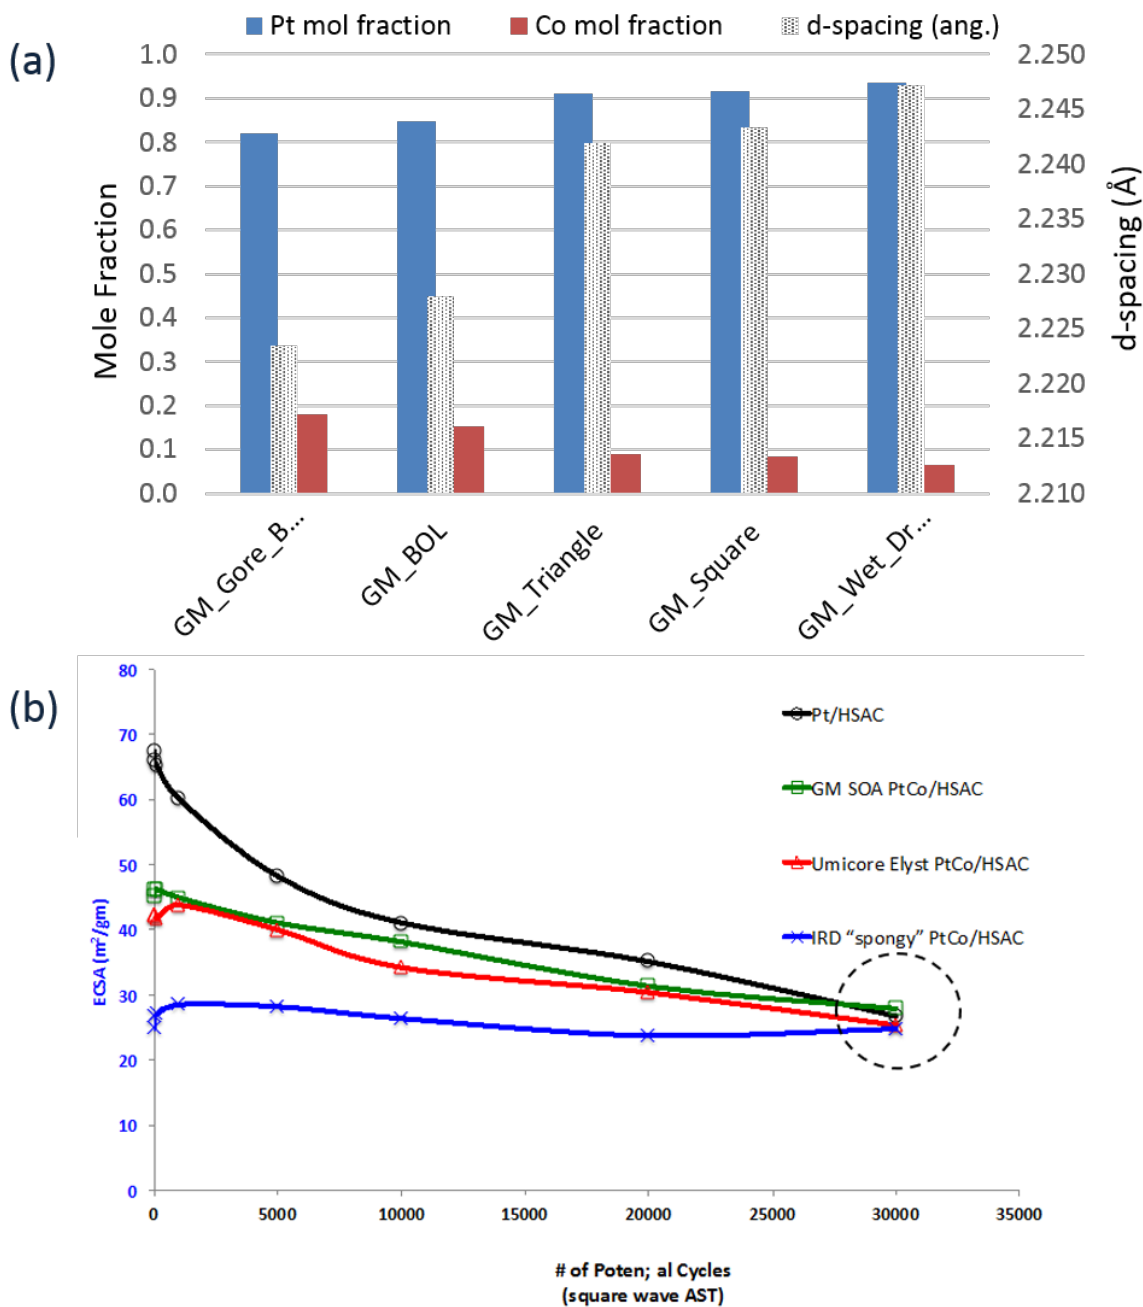 (a)
Pt mol fraction Co mol fraction d-spacing (ang.)
1.0
0.9
0.8
0.7
0.6
0.5
0.4
0.3
0.2
0.1
0.0
Mole Fraction
2.250
2.245
2.240
2.235
2.230
2.225
2.220
2.215
2.210
d-spacing (Å)
GM_Gore_B...
GM_BOL
GM_Triangle
GM_Square
GM_Wet_Dr...
(b)
80
70
60
50
40
30
20
10
0
ECSA (m²/gm)
Pt/HSAC
GM SOA PtCo/HSAC
Umicore Elyst PtCo/HSAC
IRD “spongy” PtCo/HSAC
0 5000 10000 15000 20000 25000 30000 35000
# of Poten; al Cycles
(square wave AST)